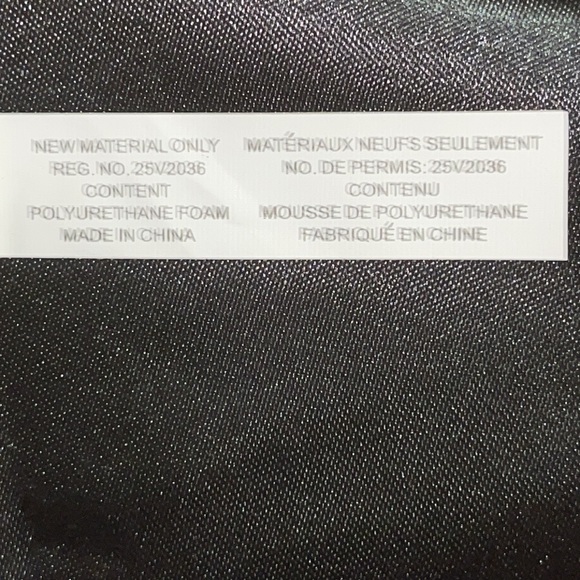 NEW MATERIAL ONLY
REG. NO. 25V2036
CONTENT
POLYURETHANE FOAM
MADE IN CHINA
MATÉRIAUX NEUFS SEULEMENT
NO. DE PERMIS: 25V2036
CONTENU
MOUSSE DE POLYURETHANE
FABRIQUÉ EN CHINE